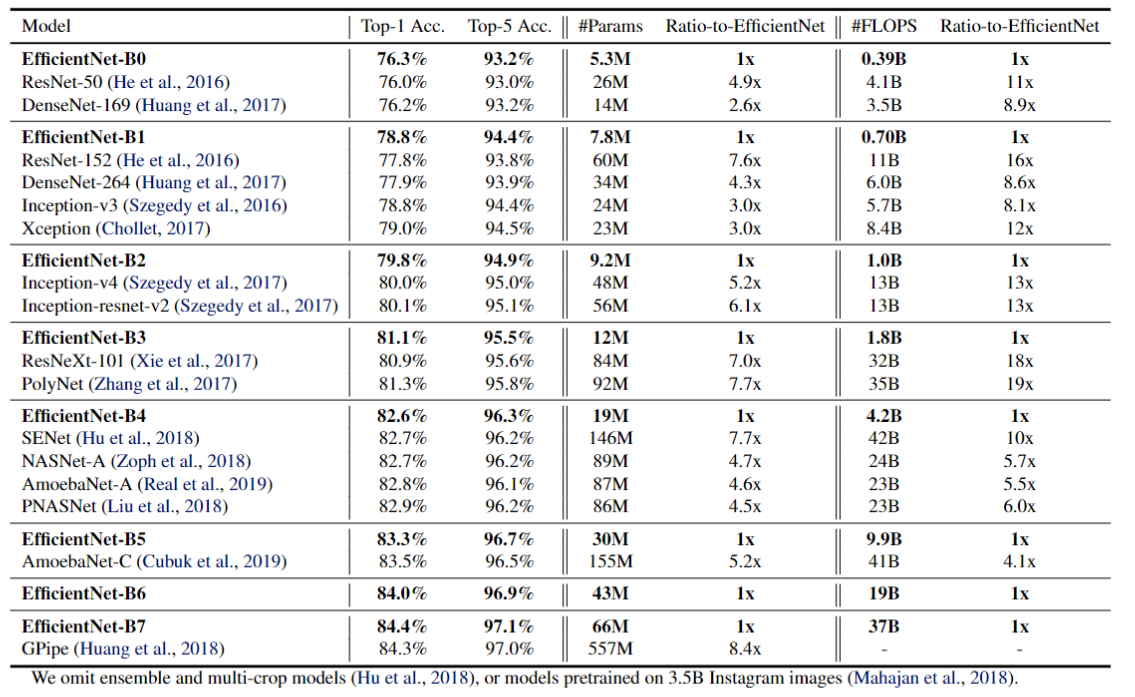 Model Top-1 Acc. Top-5 Acc. #Params Ratio-to-EfficientNet #FLOPS Ratio-to-EfficientNet
EfficientNet-B0 76.3% 93.2% 5.3M 1x 0.39B 1x
ResNet-50 (He et al., 2016) 76.0% 93.0% 26M 4.9x 4.1B 11x
DenseNet-169 (Huang et al., 2017) 76.2% 93.2% 14M 2.6x 3.5B 8.9x
EfficientNet-B1 78.8% 94.4% 7.8M 1x 0.70B 1x
ResNet-152 (He et al., 2016) 77.8% 93.8% 60M 7.6x 11B 16x
DenseNet-264 (Huang et al., 2017) 77.9% 93.9% 34M 4.3x 6.0B 8.6x
Inception-v3 (Szegedy et al., 2016) 78.8% 94.4% 24M 3.0x 5.7B 8.1x
Xception (Chollet, 2017) 79.0% 94.5% 23M 3.0x 8.4B 12x
EfficientNet-B2 79.8% 94.9% 9.2M 1x 1.0B 1x
Inception-v4 (Szegedy et al., 2017) 80.0% 95.0% 48M 5.2x 13B 13x
Inception-resnet-v2 (Szegedy et al., 2017) 80.1% 95.1% 56M 6.1x 13B 13x
EfficientNet-B3 81.1% 95.5% 12M 1x 1.8B 1x
ResNeXt-101 (Xie et al., 2017) 80.9% 95.6% 84M 7.0x 32B 18x
PolyNet (Zhang et al., 2017) 81.3% 95.8% 92M 7.7x 35B 19x
EfficientNet-B4 82.6% 96.3% 19M 1x 4.2B 1x
SENet (Hu et al., 2018) 82.7% 96.2% 146M 7.7x 42B 10x
NASNet-A (Zoph et al., 2018) 82.7% 96.2% 89M 4.7x 24B 5.7x
AmoebaNet-A (Real et al., 2019) 82.8% 96.1% 87M 4.6x 23B 5.5x
PNASNet (Liu et al., 2018) 82.9% 96.2% 86M 4.5x 23B 6.0x
EfficientNet-B5 83.3% 96.7% 30M 1x 9.9B 1x
AmoebaNet-C (Cubuk et al., 2019) 83.5% 96.5% 155M 5.2x 41B 4.1x
EfficientNet-B6 84.0% 96.9% 43M 1x 19B 1x
EfficientNet-B7 84.4% 97.1% 66M 1x 37B 1x
GPipe (Huang et al., 2018) 84.3% 97.0% 557M 8.4x - -
We omit ensemble and multi-crop models (Hu et al., 2018), or models pretrained on 3.5B Instagram images (Mahajan et al., 2018).